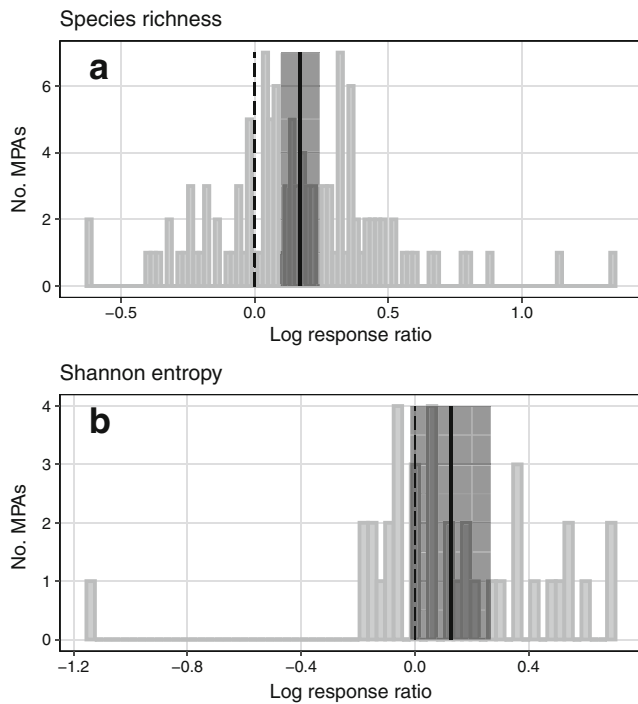 Species richness
a
No. MPAs
6
4
2
0
−0.5 0.0 0.5 1.0
Log response ratio
Shannon entropy
b
No. MPAs
4
3
2
1
0
−1.2 −0.8 −0.4 0.0 0.4
Log response ratio